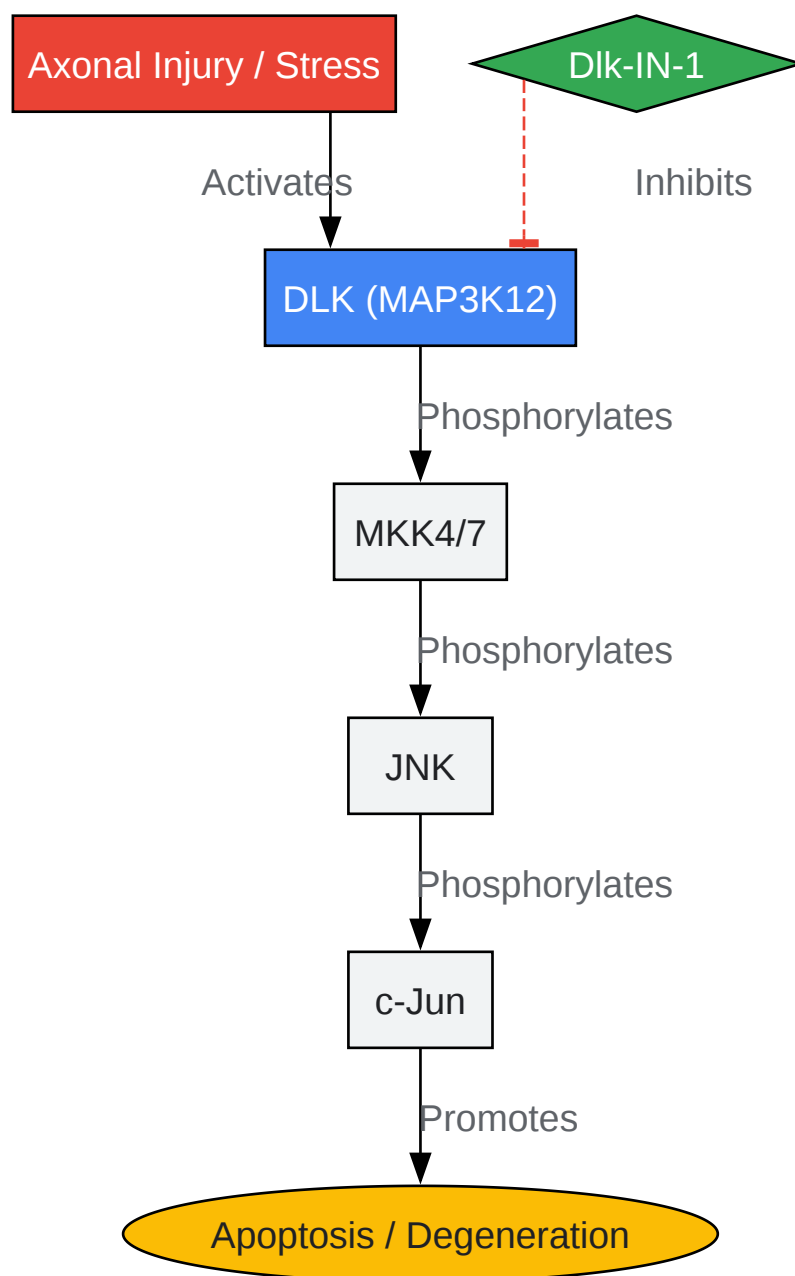 Axonal Injury / Stress
Dlk-IN-1
Activates
Inhibits
DLK (MAP3K12)
Phosphorylates
MKK4/7
Phosphorylates
JNK
Phosphorylates
c-Jun
Promotes
Apoptosis / Degeneration